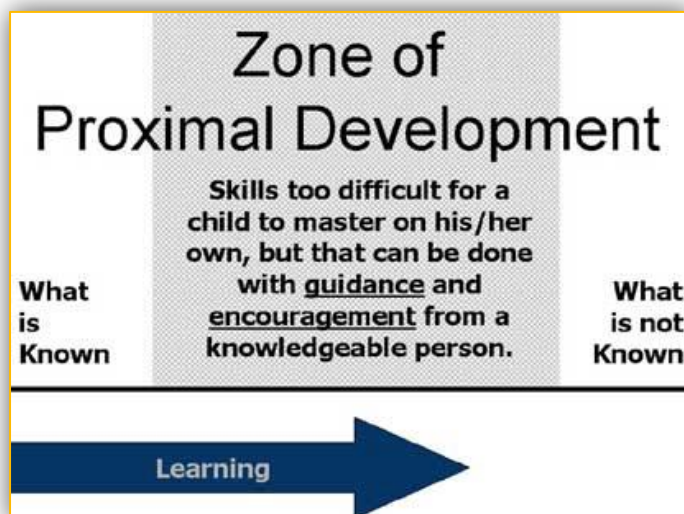 Zone of
Proximal Development
Skills too difficult for a
child to master on his/her
own, but that can be done
with guidance and
encouragement from a
knowledgeable person.
What
is
Known
What
is not
Known
Learning